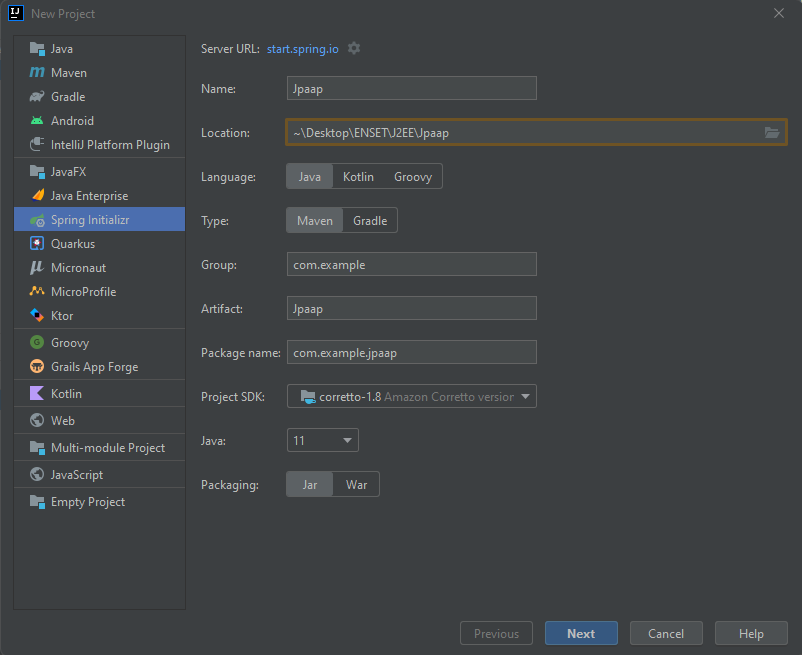 New Project
Java
Maven
Gradle
Android
IntelliJ Platform Plugin
JavaFX
Java Enterprise
Spring Initializr
Quarkus
Micronaut
MicroProfile
Ktor
Groovy
Grails App Forge
Kotlin
Web
Multi-module Project
JavaScript
Empty Project
Server URL: start.spring.io
Name: Jpaap
Location: ~\Desktop\ENSET\J2EE\Jpaap
Language: Java Kotlin Groovy
Type: Maven Gradle
Group: com.example
Artifact: Jpaap
Package name: com.example.jpaap
Project SDK: corretto-1.8 Amazon Corretto version
Java: 11
Packaging: Jar War
Previous Next Cancel Help